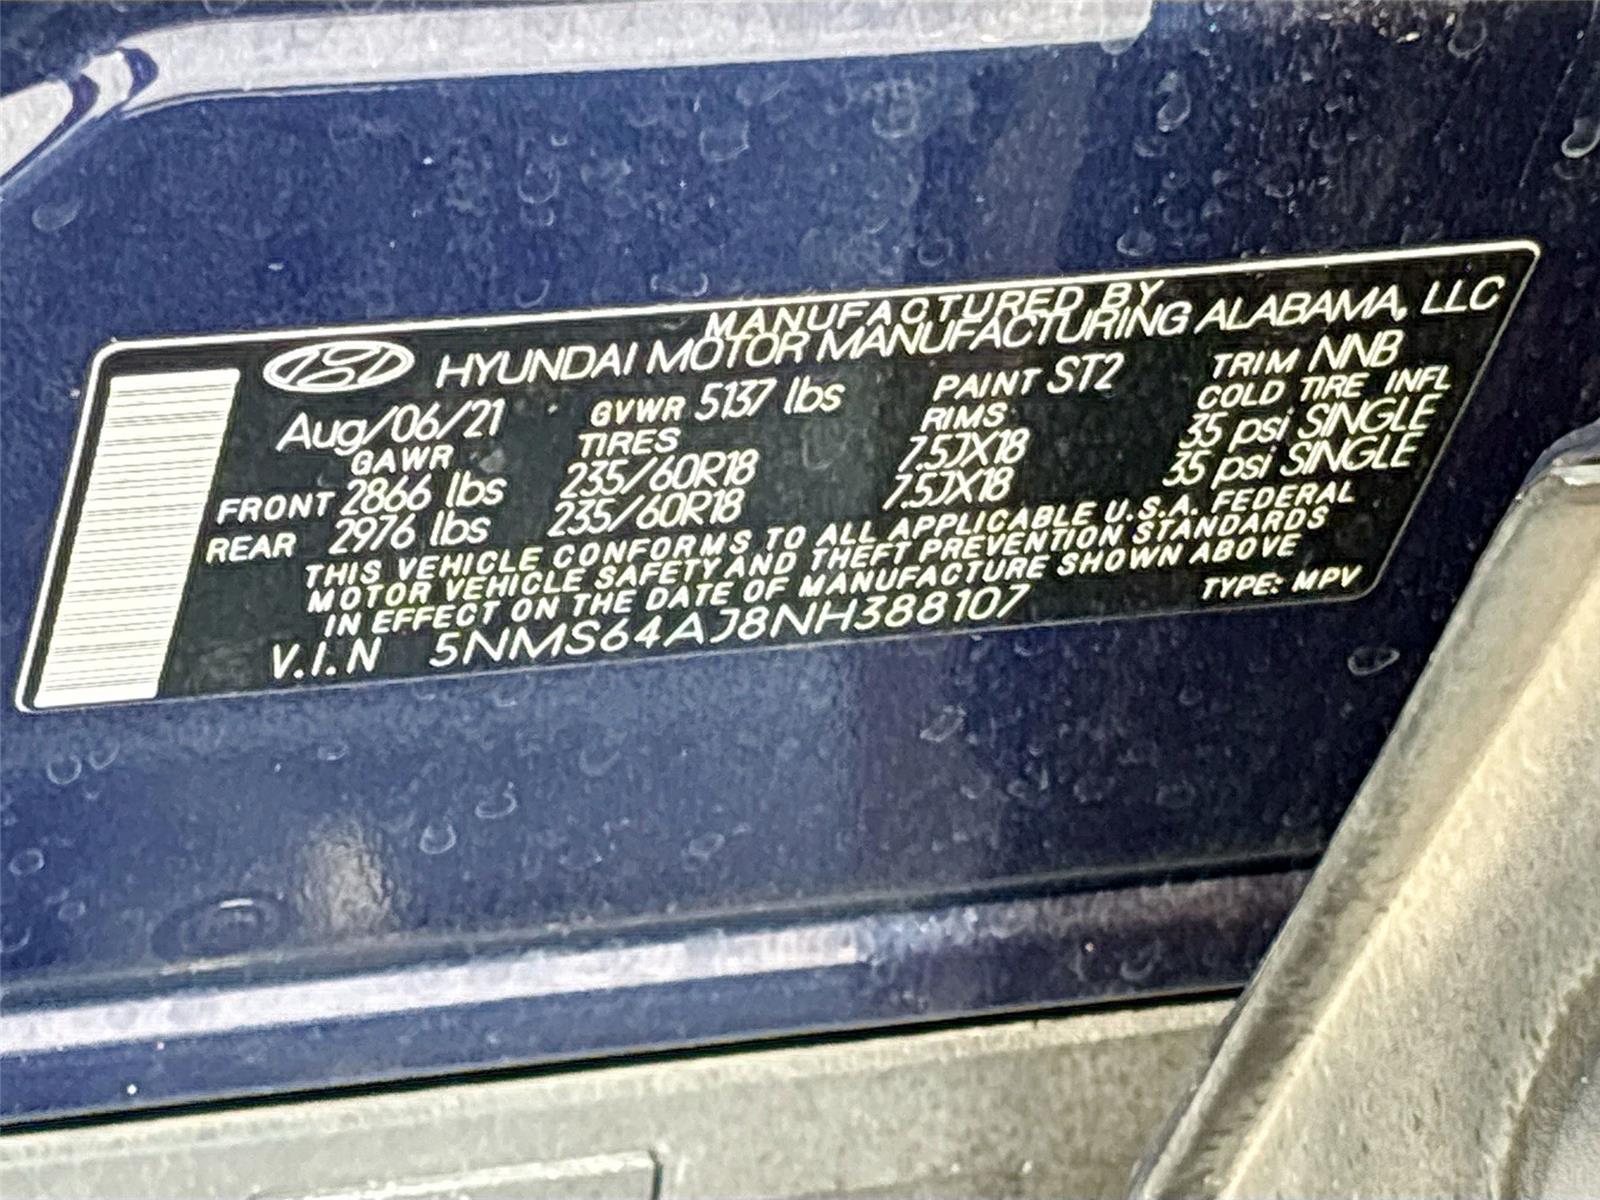 MANUFACTURED BY
HYUNDAI MOTOR MANUFACTURING ALABAMA, LLC
Aug/06/21 GVWR 5137 lbs PAINT ST2 TRIM NNB
GAWR TIRES RIMS COLD TIRE INFL
FRONT 2866 lbs 235/60R18 7.5JX18 35 psi SINGLE
REAR 2976 lbs 235/60R18 7.5JX18 35 psi SINGLE
THIS VEHICLE CONFORMS TO ALL APPLICABLE U.S.A. FEDERAL
MOTOR VEHICLE SAFETY AND THEFT PREVENTION STANDARDS
IN EFFECT ON THE DATE OF MANUFACTURE SHOWN ABOVE
V.I.N 5NMS64AJ8NH388107 TYPE: MPV